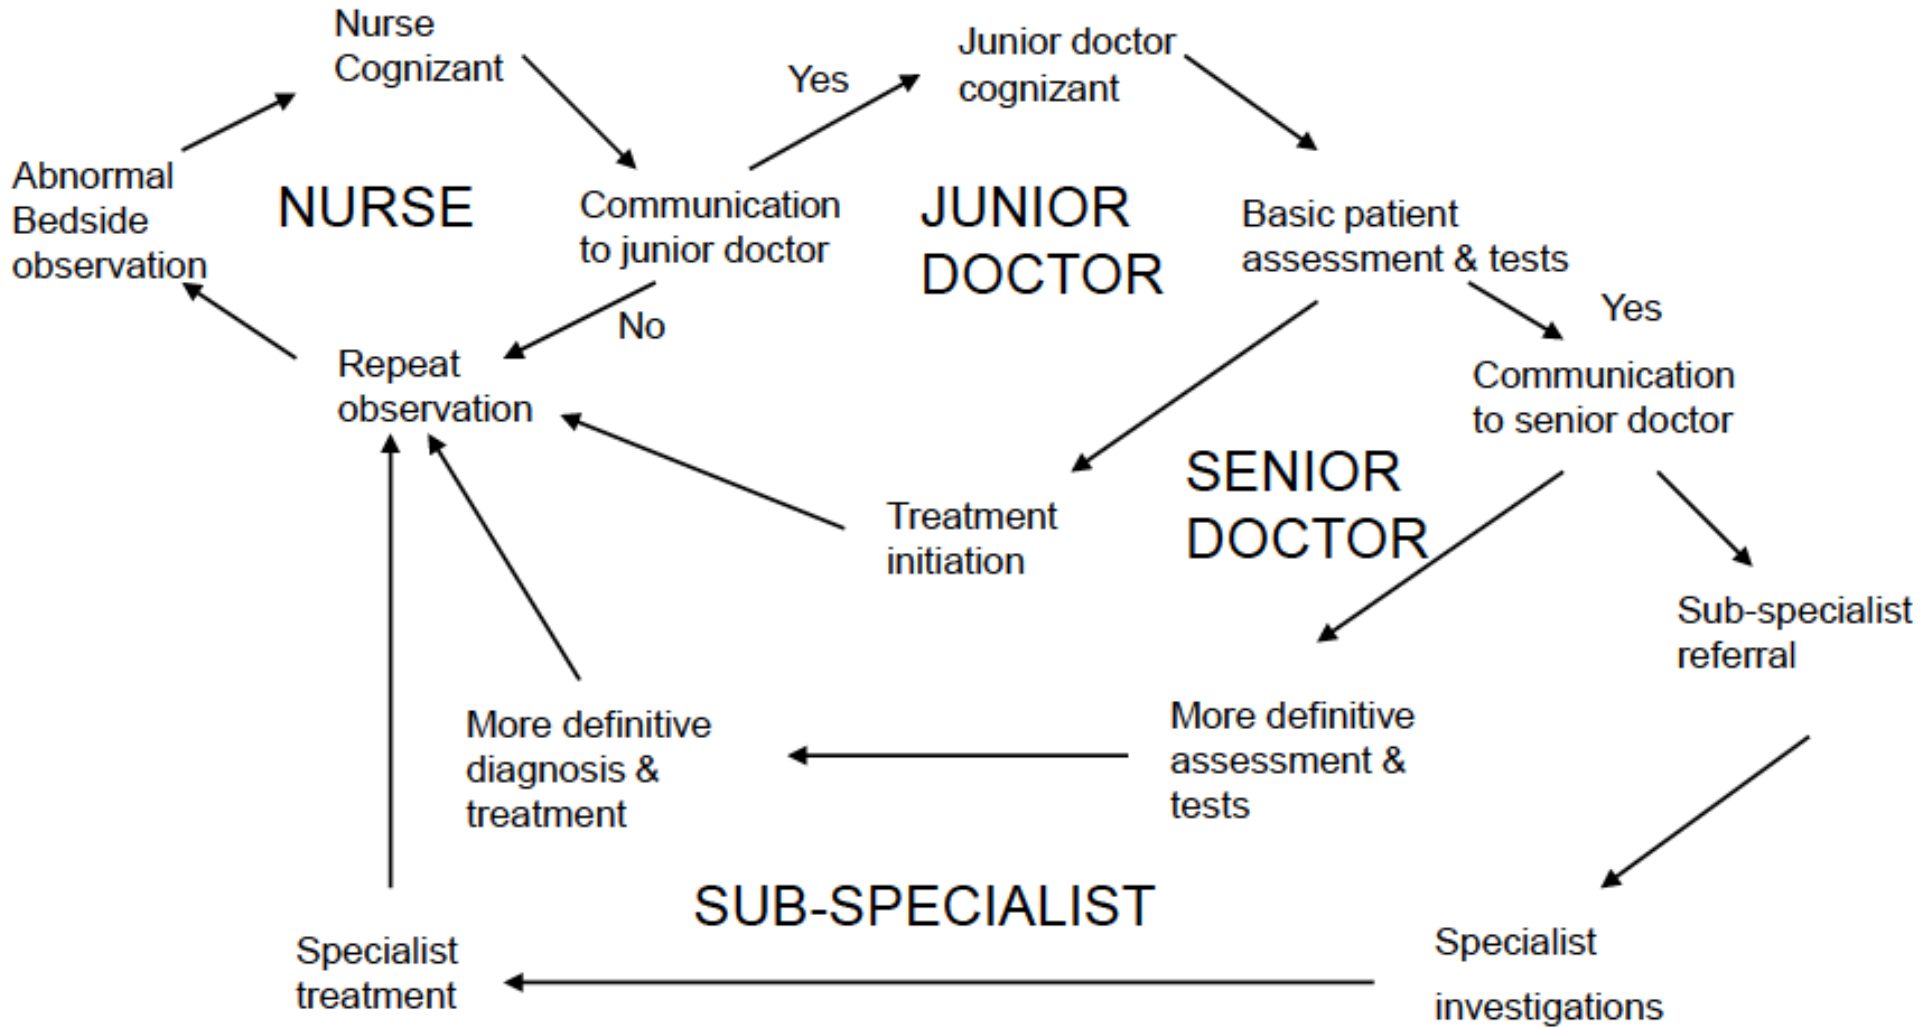 Nurse
Cognizant
Yes
Junior doctor
cognizant
Abnormal
Bedside
observation
NURSE
Communication
to junior doctor
JUNIOR
DOCTOR
Basic patient
assessment & tests
No
Yes
Repeat
observation
Communication
to senior doctor
SENIOR
DOCTOR
Treatment
initiation
Sub-specialist
referral
More definitive
diagnosis &
treatment
More definitive
assessment &
tests
SUB-SPECIALIST
Specialist
treatment
Specialist
investigations